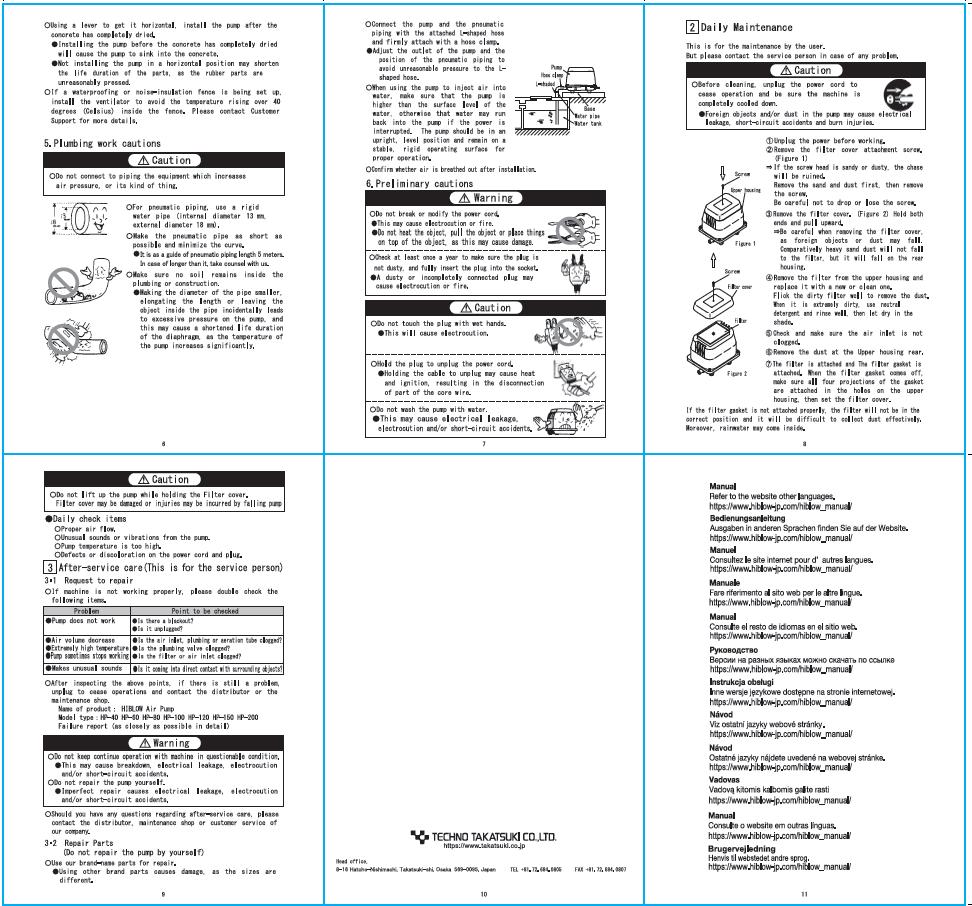 ○Using a lever to get it horizontal, install the pump after the
concrete has completely dried.
●Installing the pump before the concrete has completely dried
will cause the pump to sink into the concrete.
●Not installing the pump in a horizontal position may shorten
the life duration of the parts, as the rubber parts are
unreasonably pressed.
○If a waterproofing or noise-insulation fence is being set up,
install the ventilator to avoid the temperature rising over 40
degrees (Celsius) inside the fence. Please contact Customer
Support for more details.
5. Plumbing work cautions
⚠ Caution
○Do not connect to piping the equipment which increases
air pressure, or its kind of thing.
○For pneumatic piping, use a rigid
water pipe (internal diameter 13 mm,
external diameter 18 mm).
○Make the pneumatic pipe as short as
possible and minimize the curve.
●It is as a guide of pneumatic piping length 5 meters.
In case of longer than it, take counsel with us.
○Make sure no soil remains inside the
plumbing or construction.
●Making the diameter of the pipe smaller,
elongating the length or leaving the
object inside the pipe incidentally leads
to excessive pressure on the pump, and
this may cause a shortened life duration
of the diaphragm, as the temperature of
the pump increases significantly.
6
○Connect the pump and the pneumatic
piping with the attached L-shaped hose
and firmly attach with a hose clamp.
●Adjust the outlet of the pump and the
position of the pneumatic piping to
avoid unreasonable pressure to the L-
shaped hose.
○When using the pump to inject air into
water, make sure that the pump is
higher than the surface level of the
water, otherwise that water may run
back into the pump if the power is
interrupted. The pump should be in an
upright, level position and remain on a
stable, rigid operating surface for
proper operation.
○Confirm whether air is breathed out after installation.
Pump
Hose clamp
L-shaped
Base
Water pipe
Water tank
6. Preliminary cautions
⚠ Warning
○Do not break or modify the power cord.
●This may cause electrocution or fire.
●Do not heat the object, pull the object or place things
on top of the object, as this may cause damage.
○Check at least once a year to make sure the plug is
not dusty, and fully insert the plug into the socket.
●A dusty or incompletely connected plug may
cause electrocution or fire.
⚠ Caution
○Do not touch the plug with wet hands.
●This will cause electrocution.
○Hold the plug to unplug the power cord.
●Holding the cable to unplug may cause heat
and ignition, resulting in the disconnection
of part of the core wire.
○Do not wash the pump with water.
●This may cause electrical leakage,
electrocution and/or short-circuit accidents.
7
2 Daily Maintenance
This is for the maintenance by the user.
But please contact the service person in case of any problem.
⚠ Caution
○Before cleaning, unplug the power cord to
cease operation and be sure the machine is
completely cooled down.
●Foreign objects and/or dust in the pump may cause electrical
leakage, short-circuit accidents and burn injuries.
①Unplug the power before working.
②Remove the filter cover attachment screw.
(Figure 1)
⇒ If the screw head is sandy or dusty, the chase
will be ruined.
Remove the sand and dust first, then remove
the screw.
Be careful not to drop or lose the screw.
③Remove the filter cover. (Figure 2) Hold both
ends and pull upward.
⇒Be careful when removing the filter cover,
as foreign objects or dust may fall.
Comparatively heavy sand dust will not fall
to the filter, but it will fall on the rear
housing.
④Remove the filter from the upper housing and
replace it with a new or clean one.
Flick the dirty filter well to remove the dust.
When it is extremely dirty, use neutral
detergent and rinse well, then let dry in the
shade.
⑤Check and make sure the air inlet is not
clogged.
⑥Remove the dust at the Upper housing rear.
⑦The filter is attached and The filter gasket is
attached. When the filter gasket comes off,
make sure all four projections of the gasket
are attached in the holes on the upper
housing, then set the filter cover.
Screw
Upper housing
Figure 1
Screw
Filter cover
Filter
Figure 2
If the filter gasket is not attached properly, the filter will not be in the
correct position and it will be difficult to collect dust effectively.
Moreover, rainwater may come inside.
8
⚠ Caution
○Do not lift up the pump while holding the Filter cover.
Filter cover may be damaged or injuries may be incurred by falling pump
●Daily check items
○Proper air flow.
○Unusual sounds or vibrations from the pump.
○Pump temperature is too high.
○Defects or discoloration on the power cord and plug.
3 After-service care(This is for the service person)
3・1 Request to repair
○If machine is not working properly, please double check the
following items.
Problem Point to be checked
●Pump does not work ●Is there a blackout?
●Is it unplugged?
●Air volume decrease ●Is the air inlet, plumbing or aeration tube clogged?
●Extremely high temperature ●Is the plumbing valve clogged?
●Pump sometimes stops working ●Is the filter or air inlet clogged?
●Makes unusual sounds ●Is it coming into direct contact with surrounding objects?
○After inspecting the above points, if there is still a problem,
unplug to cease operations and contact the distributor or the
maintenance shop.
Name of product : HIBLOW Air Pump
Model type : HP-40 HP-60 HP-80 HP-100 HP-120 HP-150 HP-200
Failure report (as closely as possible in detail)
⚠ Warning
○Do not keep continue operation with machine in questionable condition.
●This may cause breakdown, electrical leakage, electrocution
and/or short-circuit accidents.
○Do not repair the pump yourself.
●Imperfect repair causes electrical leakage, electrocution
and/or short-circuit accidents.
○Should you have any questions regarding after-service care, please
contact the distributor, maintenance shop or customer service of
our company.
3・2 Repair Parts
(Do not repair the pump by yourself)
○Use our brand-name parts for repair.
●Using other brand parts causes damage, as the sizes are
different.
9
TECHNO TAKATSUKI CO.,LTD.
https://www.takatsuki.co.jp
Head office.
8-16 Hatcho-Nishimachi, Takatsuki-shi, Osaka 569-0095, Japan TEL +81.72.684.0805 FAX +81.72.684.0807
10
Manual
Refer to the website other languages.
https://www.hiblow-jp.com/hiblow_manual/
Bedienungsanleitung
Ausgaben in anderen Sprachen finden Sie auf der Website.
https://www.hiblow-jp.com/hiblow_manual/
Manuel
Consultez le site internet pour d' autres langues.
https://www.hiblow-jp.com/hiblow_manual/
Manuale
Fare riferimento al sito web per le altre lingue.
https://www.hiblow-jp.com/hiblow_manual/
Manual
Consulte el resto de idiomas en el sitio web.
https://www.hiblow-jp.com/hiblow_manual/
Руководство
Версии на разных языках можно скачать по ссылке
https://www.hiblow-jp.com/hiblow_manual/
Instrukcja obsługi
Inne wersje językowe dostępne na stronie internetowej.
https://www.hiblow-jp.com/hiblow_manual/
Návod
Viz ostatní jazyky webové stránky.
https://www.hiblow-jp.com/hiblow_manual/
Návod
Ostatné jazyky nájdete uvedené na webovej stránke.
https://www.hiblow-jp.com/hiblow_manual/
Vadovas
Vadovą kitomis kalbomis galite rasti
https://www.hiblow-jp.com/hiblow_manual/
Manual
Consulte o website em outras línguas.
https://www.hiblow-jp.com/hiblow_manual/
Brugervejledning
Henvis til webstedet andre sprog.
https://www.hiblow-jp.com/hiblow_manual/
11